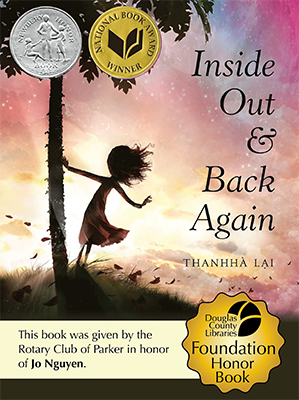 NATIONAL BOOK AWARD
WINNER
Inside
Out
&
Back
Again
THANHHÀ LẠI
This book was given by the
Rotary Club of Parker in honor
of Jo Nguyen.
Douglas
County
Libraries
Foundation
Honor
Book